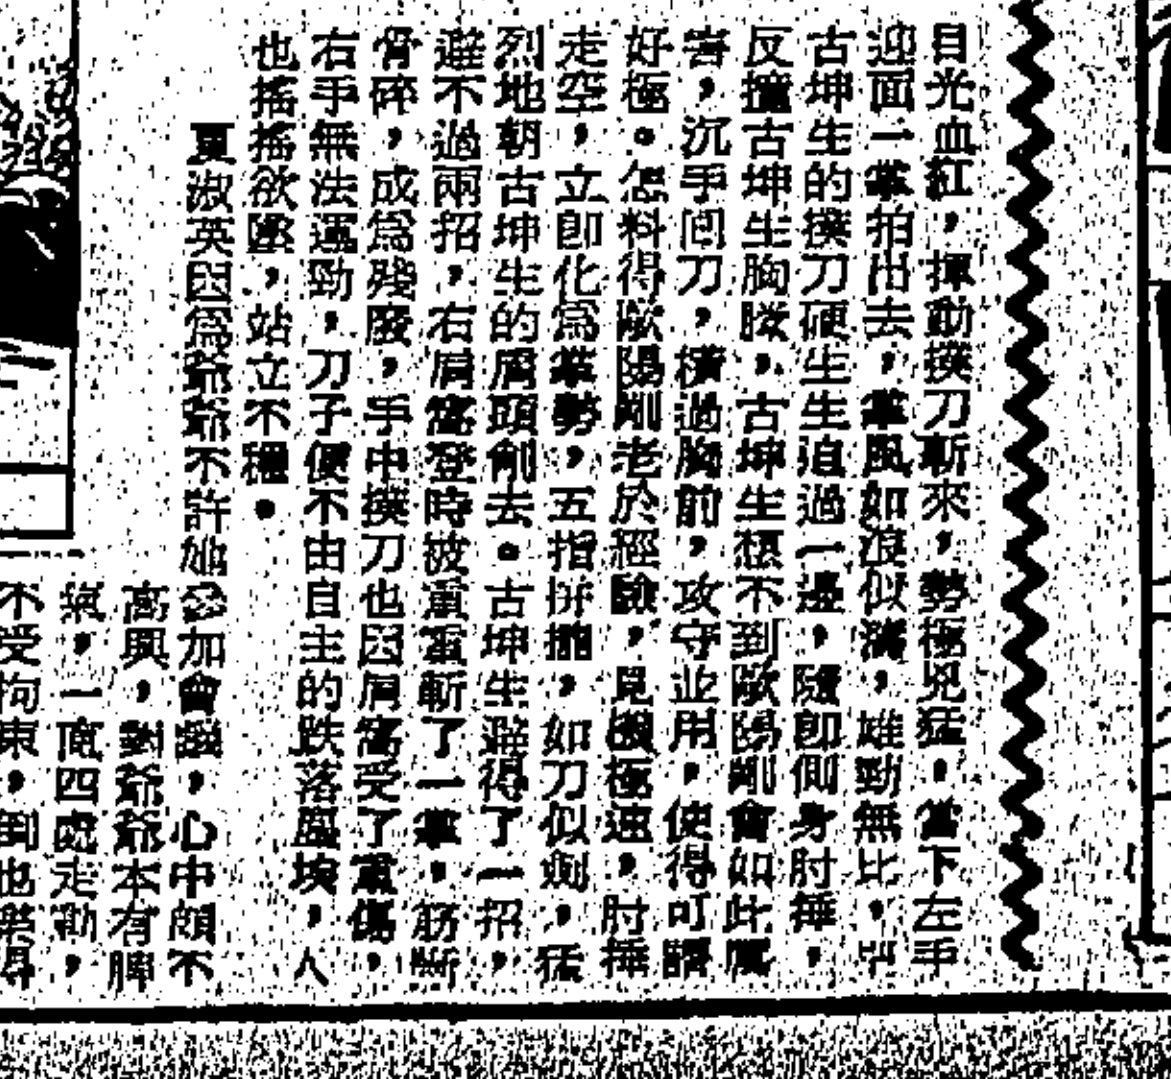 目光血紅，揮動撲刀斬來，勢極兇猛，當下左手
迎面一掌拍出去，掌風如浪似濤，雄勁無比，把
古坤生的撲刀硬生生迫過一邊，隨即側身肘捶，
反撞古坤生胸膛，古坤生想不到歐陽剛會如此厲
害，沉手囘刀，橫過胸前，攻守並用，使得可謂
好極。怎料得歐陽剛老於經驗，見機極速，肘捶
走空，立即化爲掌勢，五指拼攏，如刀似劍，猛
烈地朝古坤生的肩頭削去。古坤生避得了一招，
避不過兩招，右肩窩登時被重重斬了一掌，筋斷
骨碎，成爲殘廢，手中撲刀也因肩窩受了重傷，
右手無法運勁，刀子便不由自主的跌落塵埃，人
也搖搖欲墜，站立不穩。
夏淑英因爲爺爺不許她參加會議，心中頗不
高興，對爺爺本有脾
氣，一面四處走動，
不受拘束，倒也樂得